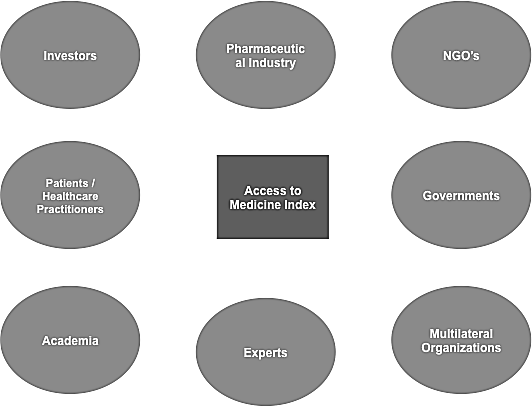 Investors
Pharmaceutic
al Industry
NGO's
Patients /
Healthcare
Practitioners
Access to
Medicine Index
Governments
Academia
Experts
Multilateral
Organizations